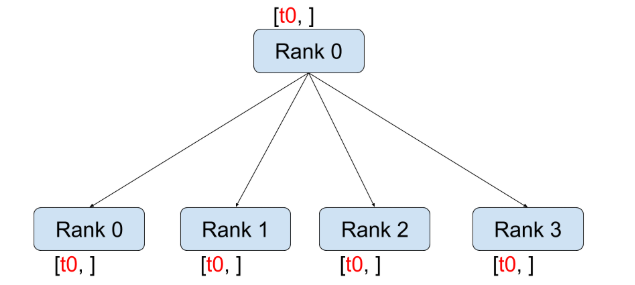 [t0, ]
Rank 0
Rank 0
Rank 1
Rank 2
Rank 3
[t0, ]
[t0, ]
[t0, ]
[t0, ]